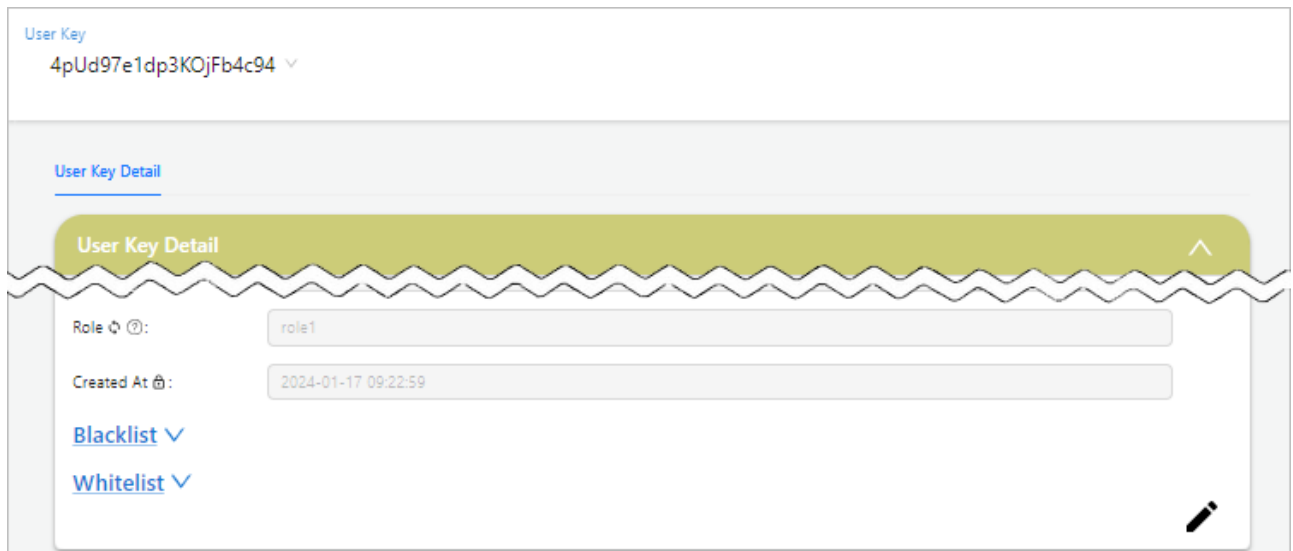 User Key
4pUd97e1dp3KOjFb4c94
User Key Detail
User Key Detail
Role :
role1
Created At :
2024-01-17 09:22:59
Blacklist
Whitelist